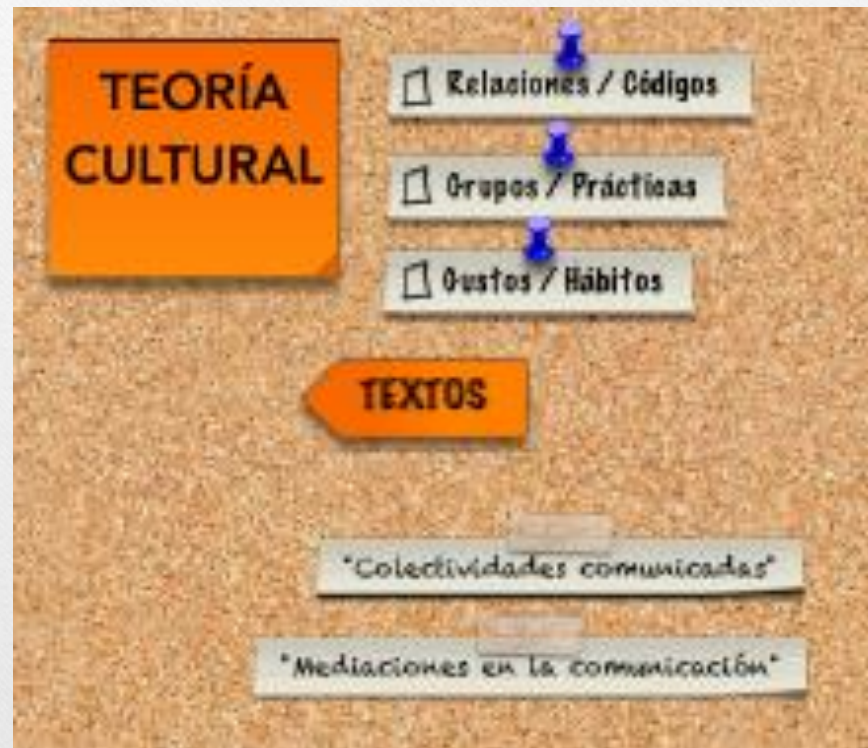 TEORÍA
CULTURAL
Relaciones / Códigos
Grupos / Prácticas
Gustos / Hábitos
TEXTOS
"Colectividades comunicadas"
"Mediaciones en la comunicación"